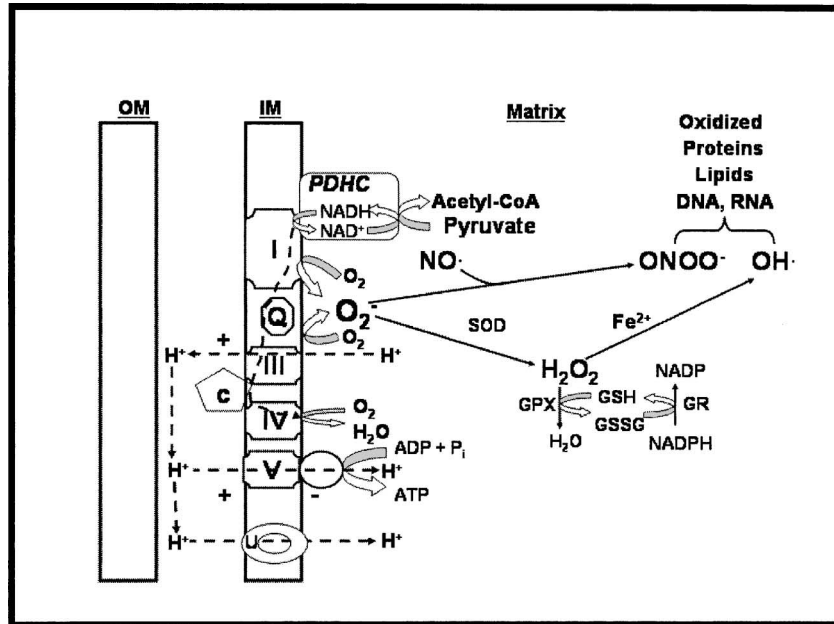 OM
IM
Matrix
Oxidized
Proteins
Lipids
DNA, RNA
PDHC
NADH
NAD⁺
Acetyl-CoA
Pyruvate
I
O₂
NO·
ONOO⁻
OH·
Q
O₂·⁻
O₂
SOD
Fe²⁺
+
H⁺
III
H⁺
H₂O₂
NADP
c
GPX
GSH
GR
GSSG
H₂O
NADPH
IV
O₂
H₂O
ADP + Pᵢ
H⁺
V
H⁺
+
-
ATP
H⁺
u
H⁺